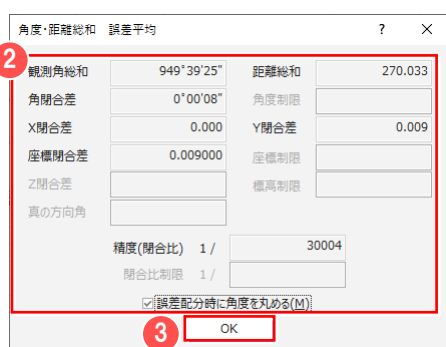 角度・距離総和 誤差平均 ? ×
2
観測角総和 949°39'25" 距離総和 270.033
角閉合差 0°00'08" 角度制限
X閉合差 0.000 Y閉合差 0.009
座標閉合差 0.009000 座標制限
Z閉合差 標高制限
真の方向角
精度(閉合比) 1 / 30004
閉合比制限 1 /
誤差配分時に角度を丸める(M)
3 OK